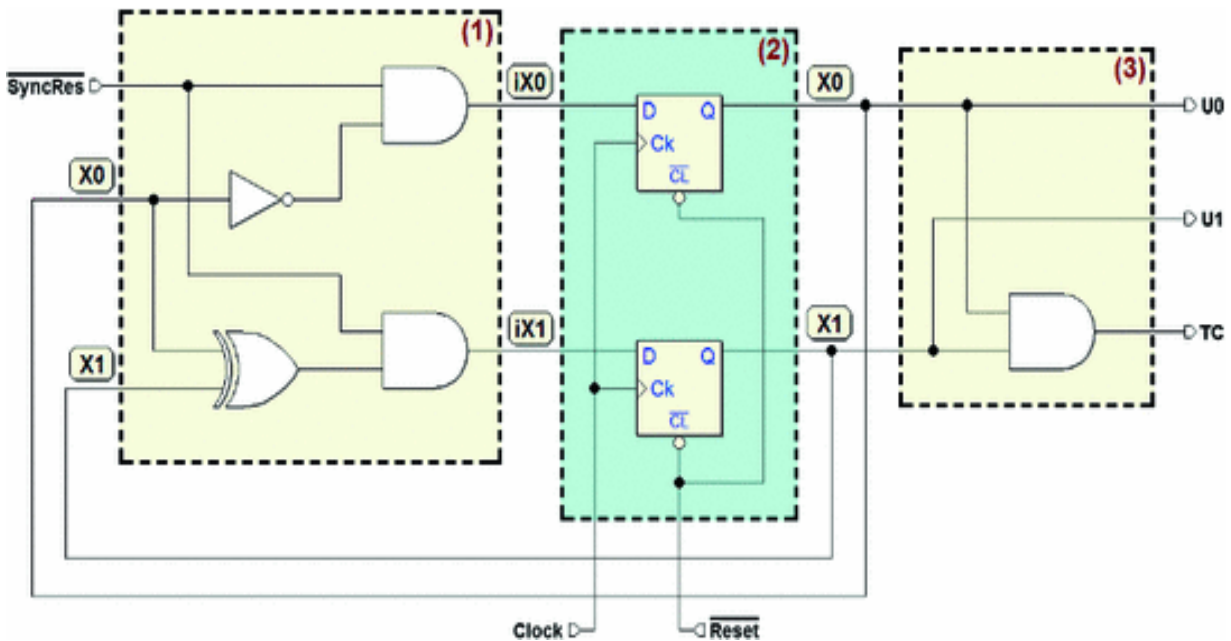 (1)
(2)
(3)
SyncRes
iX0
X0
D Q
Ck
CL
U0
X0
U1
X1
iX1
X1
D Q
Ck
CL
TC
Clock
Reset